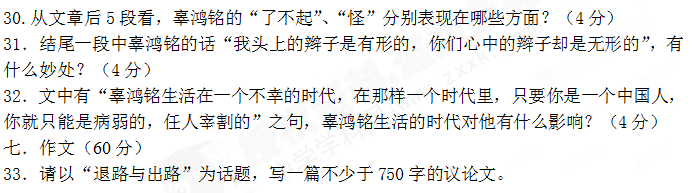 30.从文章后5段看，辜鸿铭的“了不起”、“怪”分别表现在哪些方面？（4分）
31．结尾一段中辜鸿铭的话“我头上的辫子是有形的，你们心中的辫子却是无形的”，有
什么妙处？（4分）
32．文中有“辜鸿铭生活在一个不幸的时代，在那样一个时代里，只要你是一个中国人，
你就只能是病弱的，任人宰割的”之句，辜鸿铭生活的时代对他有什么影响？（4分）
七．作文（60分）
33．请以“退路与出路”为话题，写一篇不少于750字的议论文。